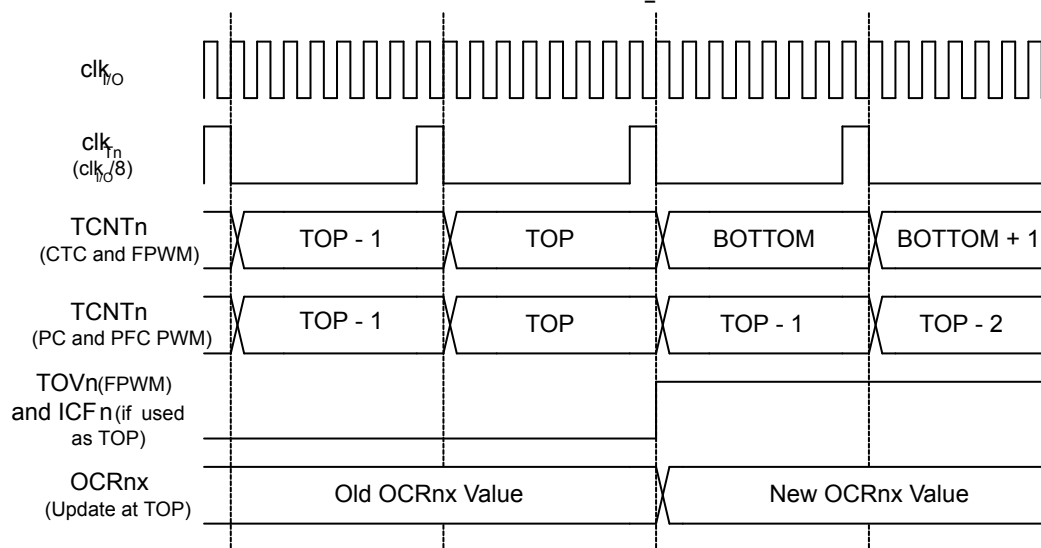 clkI/O
clkTn
(clkI/O/8)
TCNTn
(CTC and FPWM)
TOP - 1 TOP BOTTOM BOTTOM + 1
TCNTn
(PC and PFC PWM)
TOP - 1 TOP TOP - 1 TOP - 2
TOVn(FPWM)
and ICFn(if used
as TOP)
OCRnx
(Update at TOP)
Old OCRnx Value New OCRnx Value